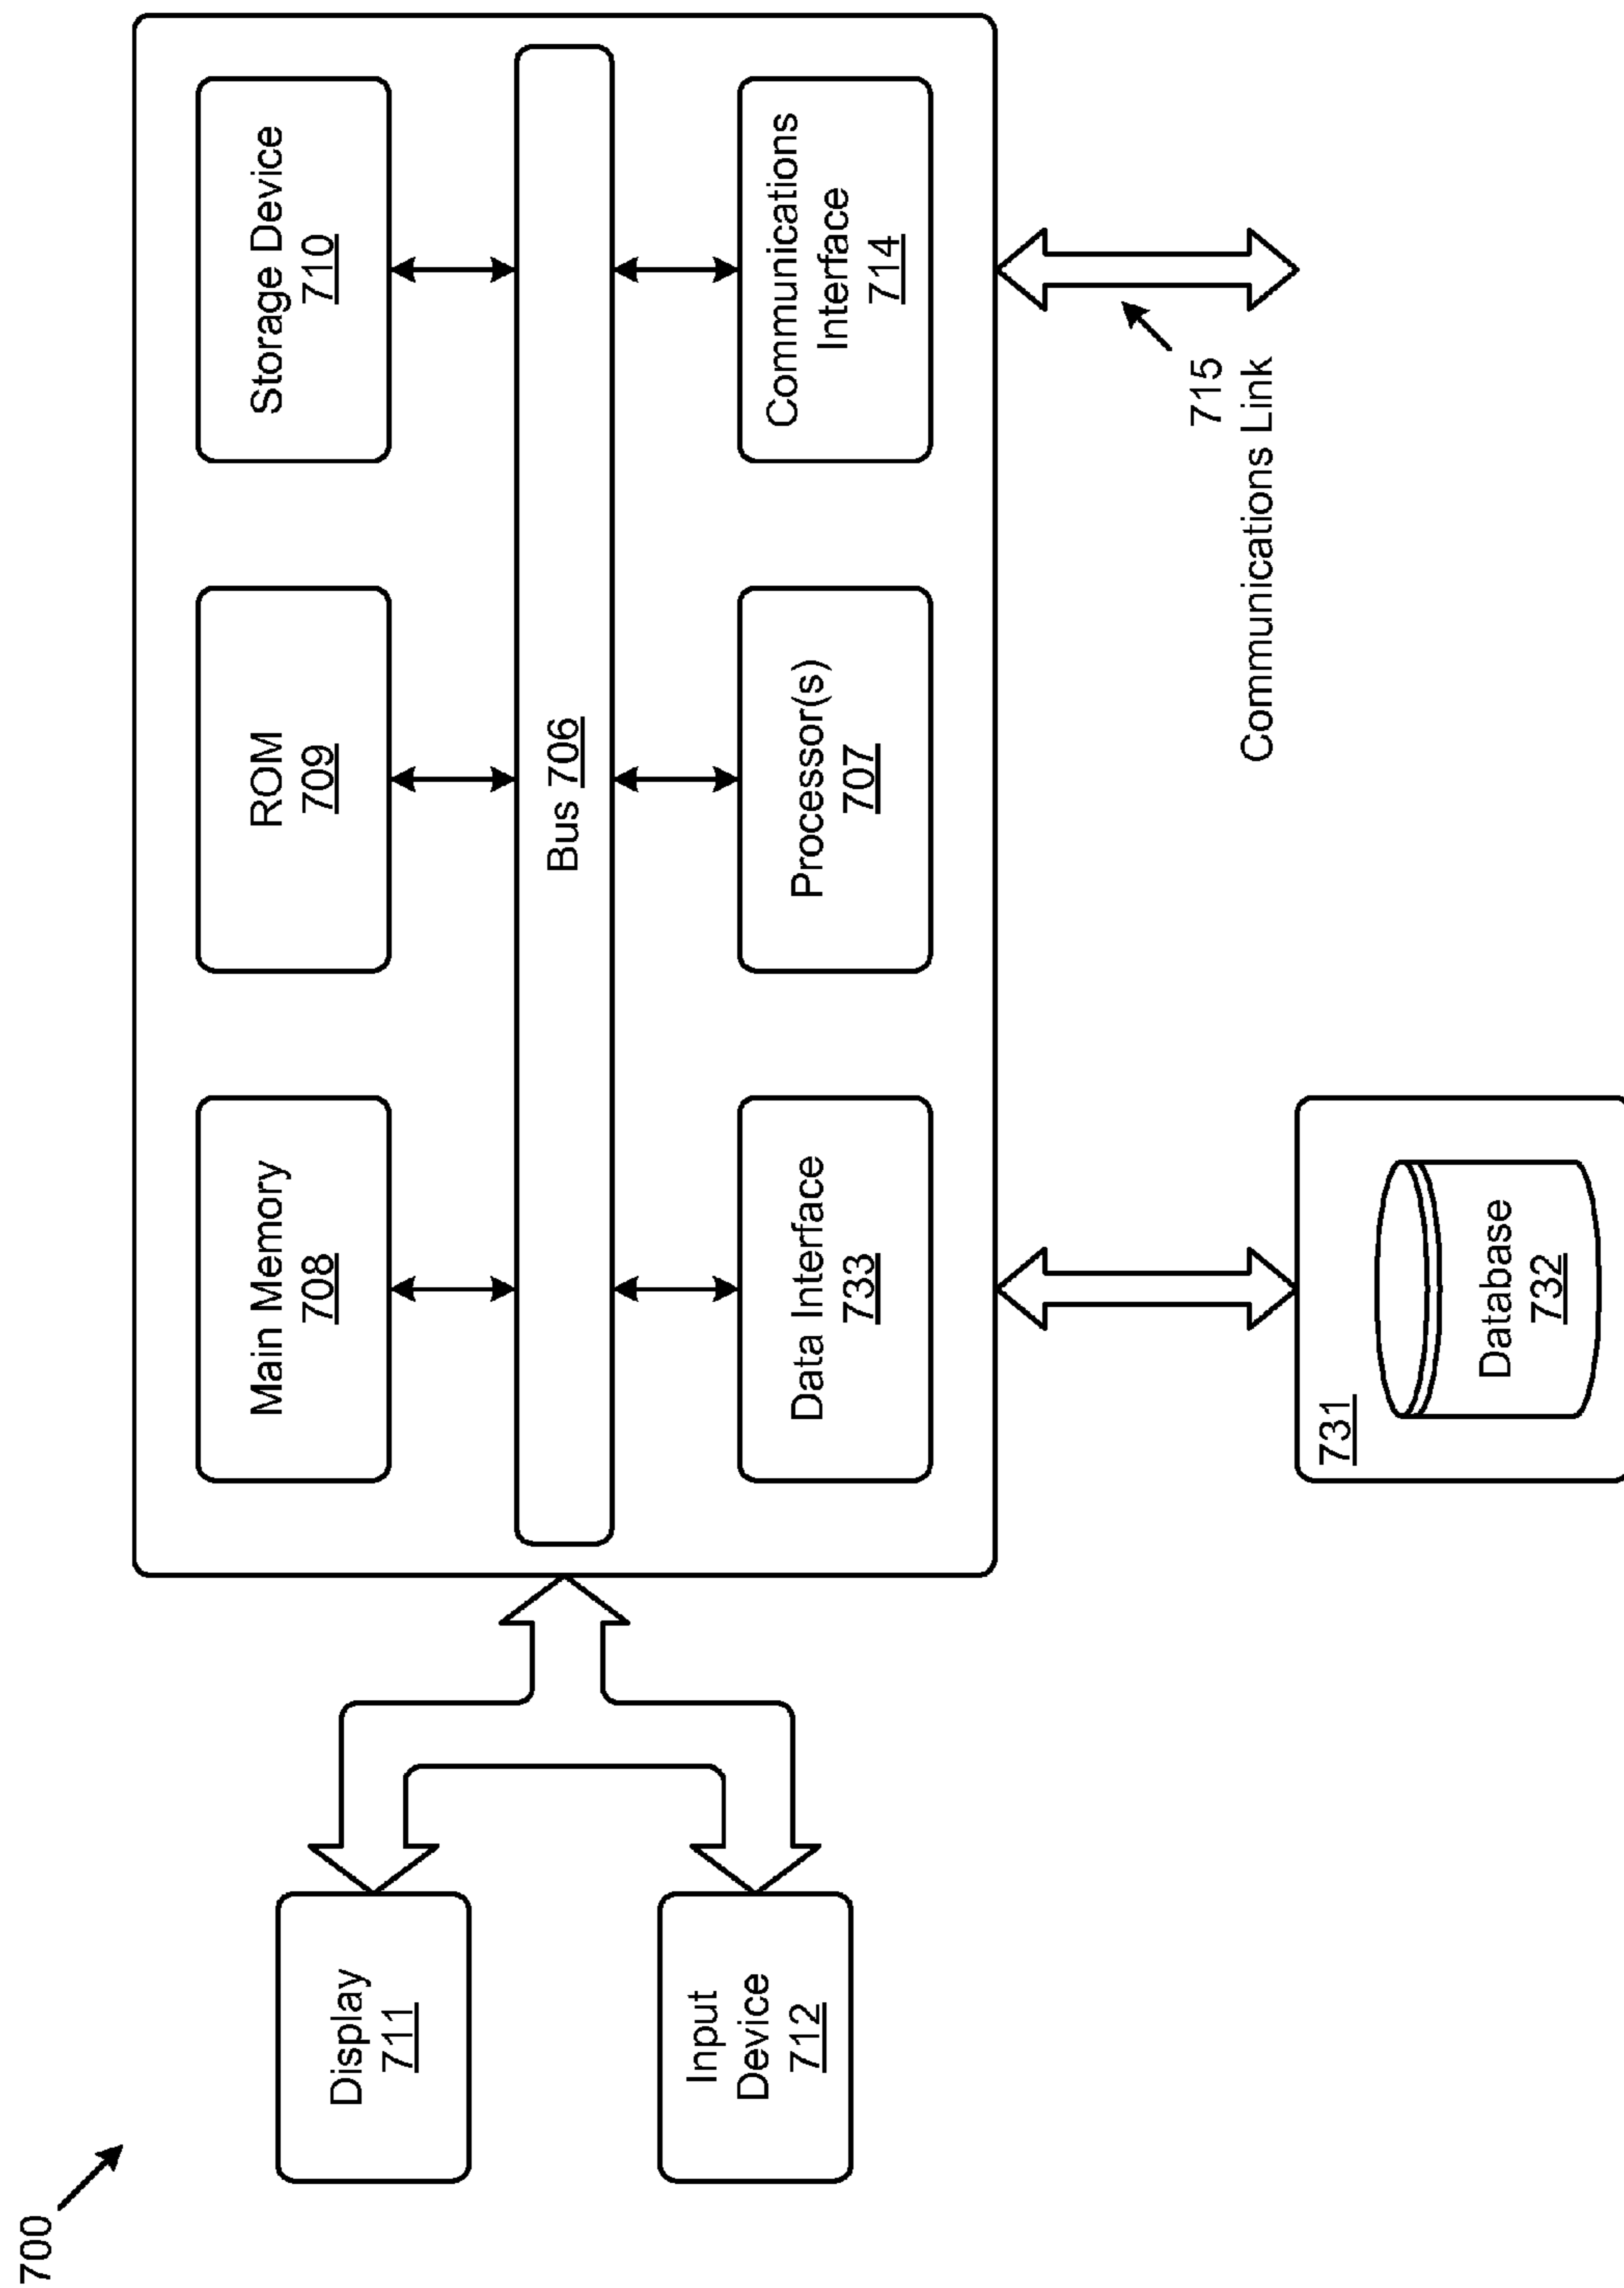 700
Display
711
Input
Device
712
Main Memory
708
ROM
709
Storage Device
710
Bus 706
Data Interface
733
Processor(s)
707
Communications
Interface
714
715
Communications Link
731
Database
732